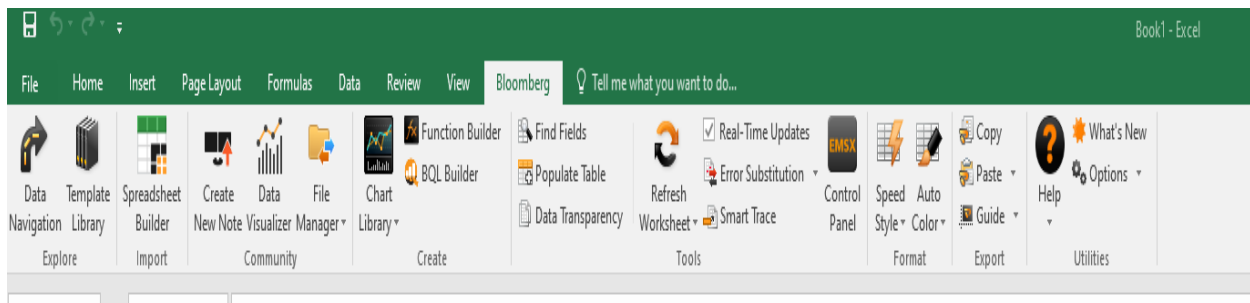 Book1 - Excel
File Home Insert Page Layout Formulas Data Review View Bloomberg Tell me what you want to do...
Data Navigation
Template Library
Spreadsheet Builder
Create New Note
Data Visualizer
File Manager
Chart Library
fx Function Builder
BQL Builder
Find Fields
Populate Table
Data Transparency
Refresh Worksheet
Real-Time Updates
Error Substitution
Smart Trace
EMSX
Control Panel
Speed Style
Auto Color
Copy
Paste
Guide
?
Help
What's New
Options
Explore Import Community Create Tools Format Export Utilities